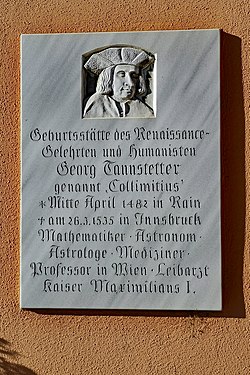 Geburtsstätte des Renaissance-
Gelehrten und Humanisten
Georg Tannstetter
genannt ‚Collimitius'
* Mitte April 1482 in Rain
† am 26.3.1535 in Innsbruck
Mathematiker · Astronom ·
Astrologe · Mediziner ·
Professor in Wien · Leibarzt
Kaiser Maximilians I.